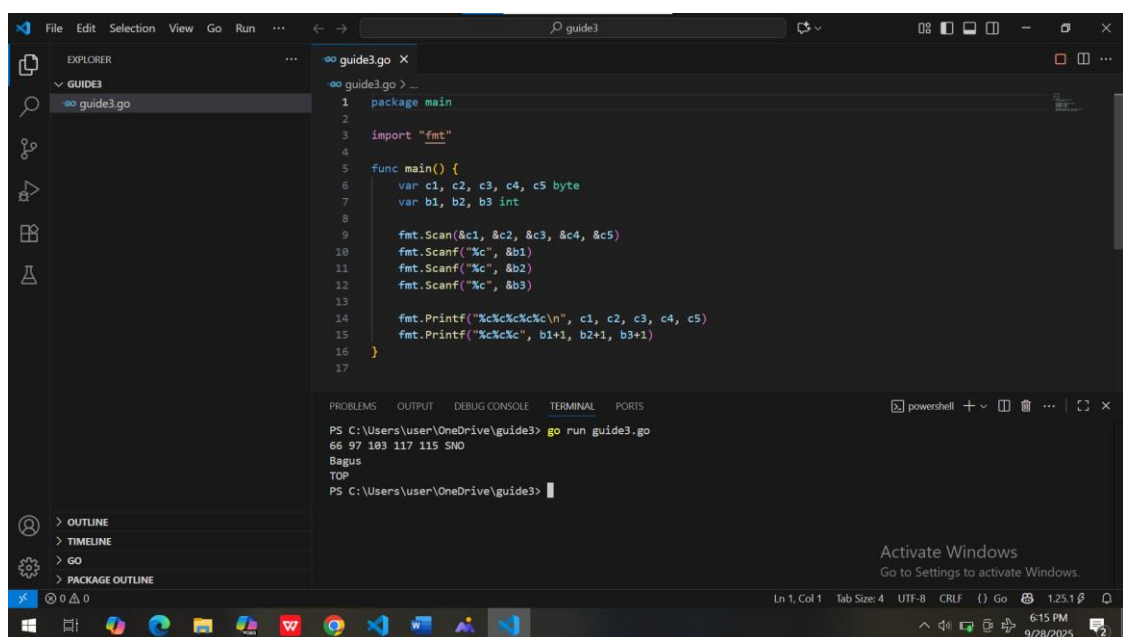 File Edit Selection View Go Run ... guide3
EXPLORER ...
GUIDE3
guide3.go
guide3.go
guide3.go > ...
1 package main
2
3 import "fmt"
4
5 func main() {
6 var c1, c2, c3, c4, c5 byte
7 var b1, b2, b3 int
8
9 fmt.Scan(&c1, &c2, &c3, &c4, &c5)
10 fmt.Scanf("%c", &b1)
11 fmt.Scanf("%c", &b2)
12 fmt.Scanf("%c", &b3)
13
14 fmt.Printf("%c%c%c%c%c\n", c1, c2, c3, c4, c5)
15 fmt.Printf("%c%c%c", b1+1, b2+1, b3+1)
16 }
17
PROBLEMS OUTPUT DEBUG CONSOLE TERMINAL PORTS powershell
PS C:\Users\user\OneDrive\guide3> go run guide3.go
66 97 103 117 115 SNO
Bagus
TOP
PS C:\Users\user\OneDrive\guide3>
OUTLINE
TIMELINE
GO
PACKAGE OUTLINE
Activate Windows
Go to Settings to activate Windows.
0 0 Ln 1, Col 1 Tab Size: 4 UTF-8 CRLF {} Go 1.25.1
6:15 PM
9/28/2025
2